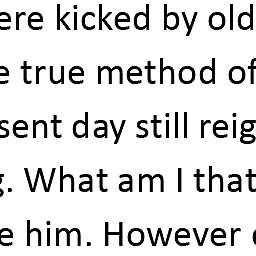 ere kicked by old
e true method of
sent day still reig
g. What am I that
e him. However